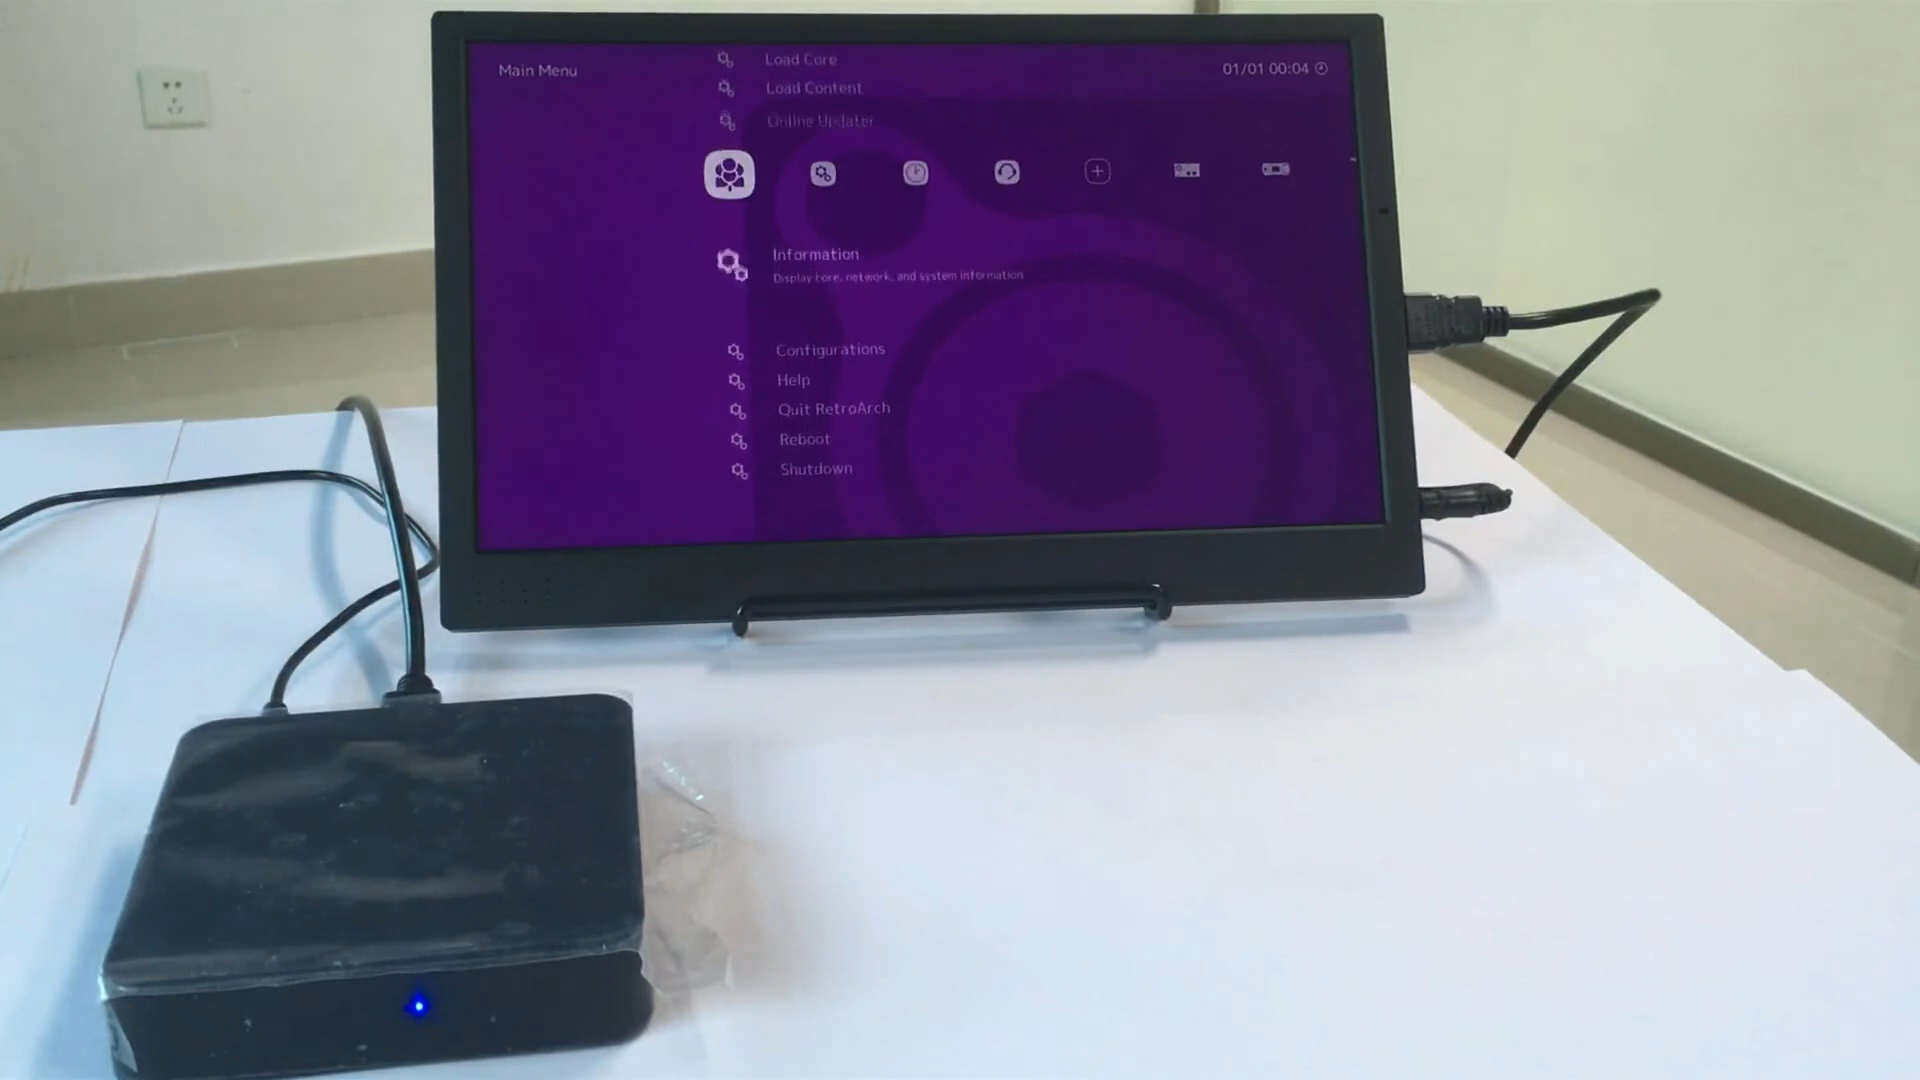 Main Menu
01/01 00:04
Load Core
Load Content
Online Updater
Information
Display core, network, and system information
Configurations
Help
Quit RetroArch
Reboot
Shutdown